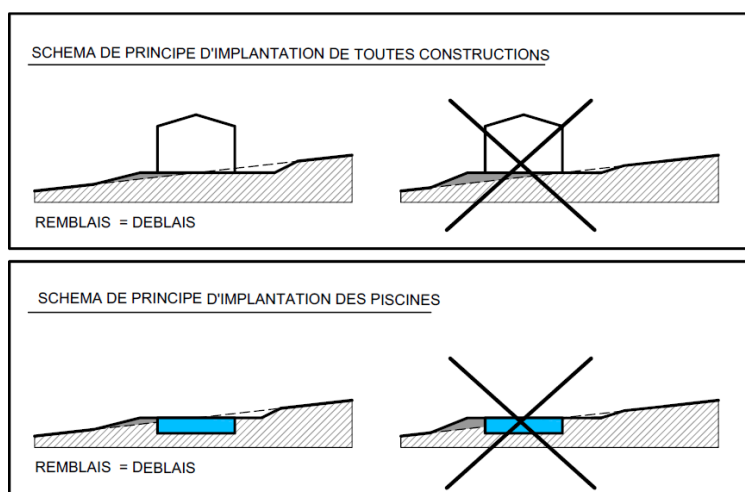 SCHEMA DE PRINCIPE D'IMPLANTATION DE TOUTES CONSTRUCTIONS
REMBLAIS = DEBLAIS
SCHEMA DE PRINCIPE D'IMPLANTATION DES PISCINES
REMBLAIS = DEBLAIS